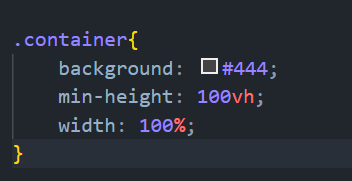 .container{
background: #444;
min-height: 100vh;
width: 100%;
}